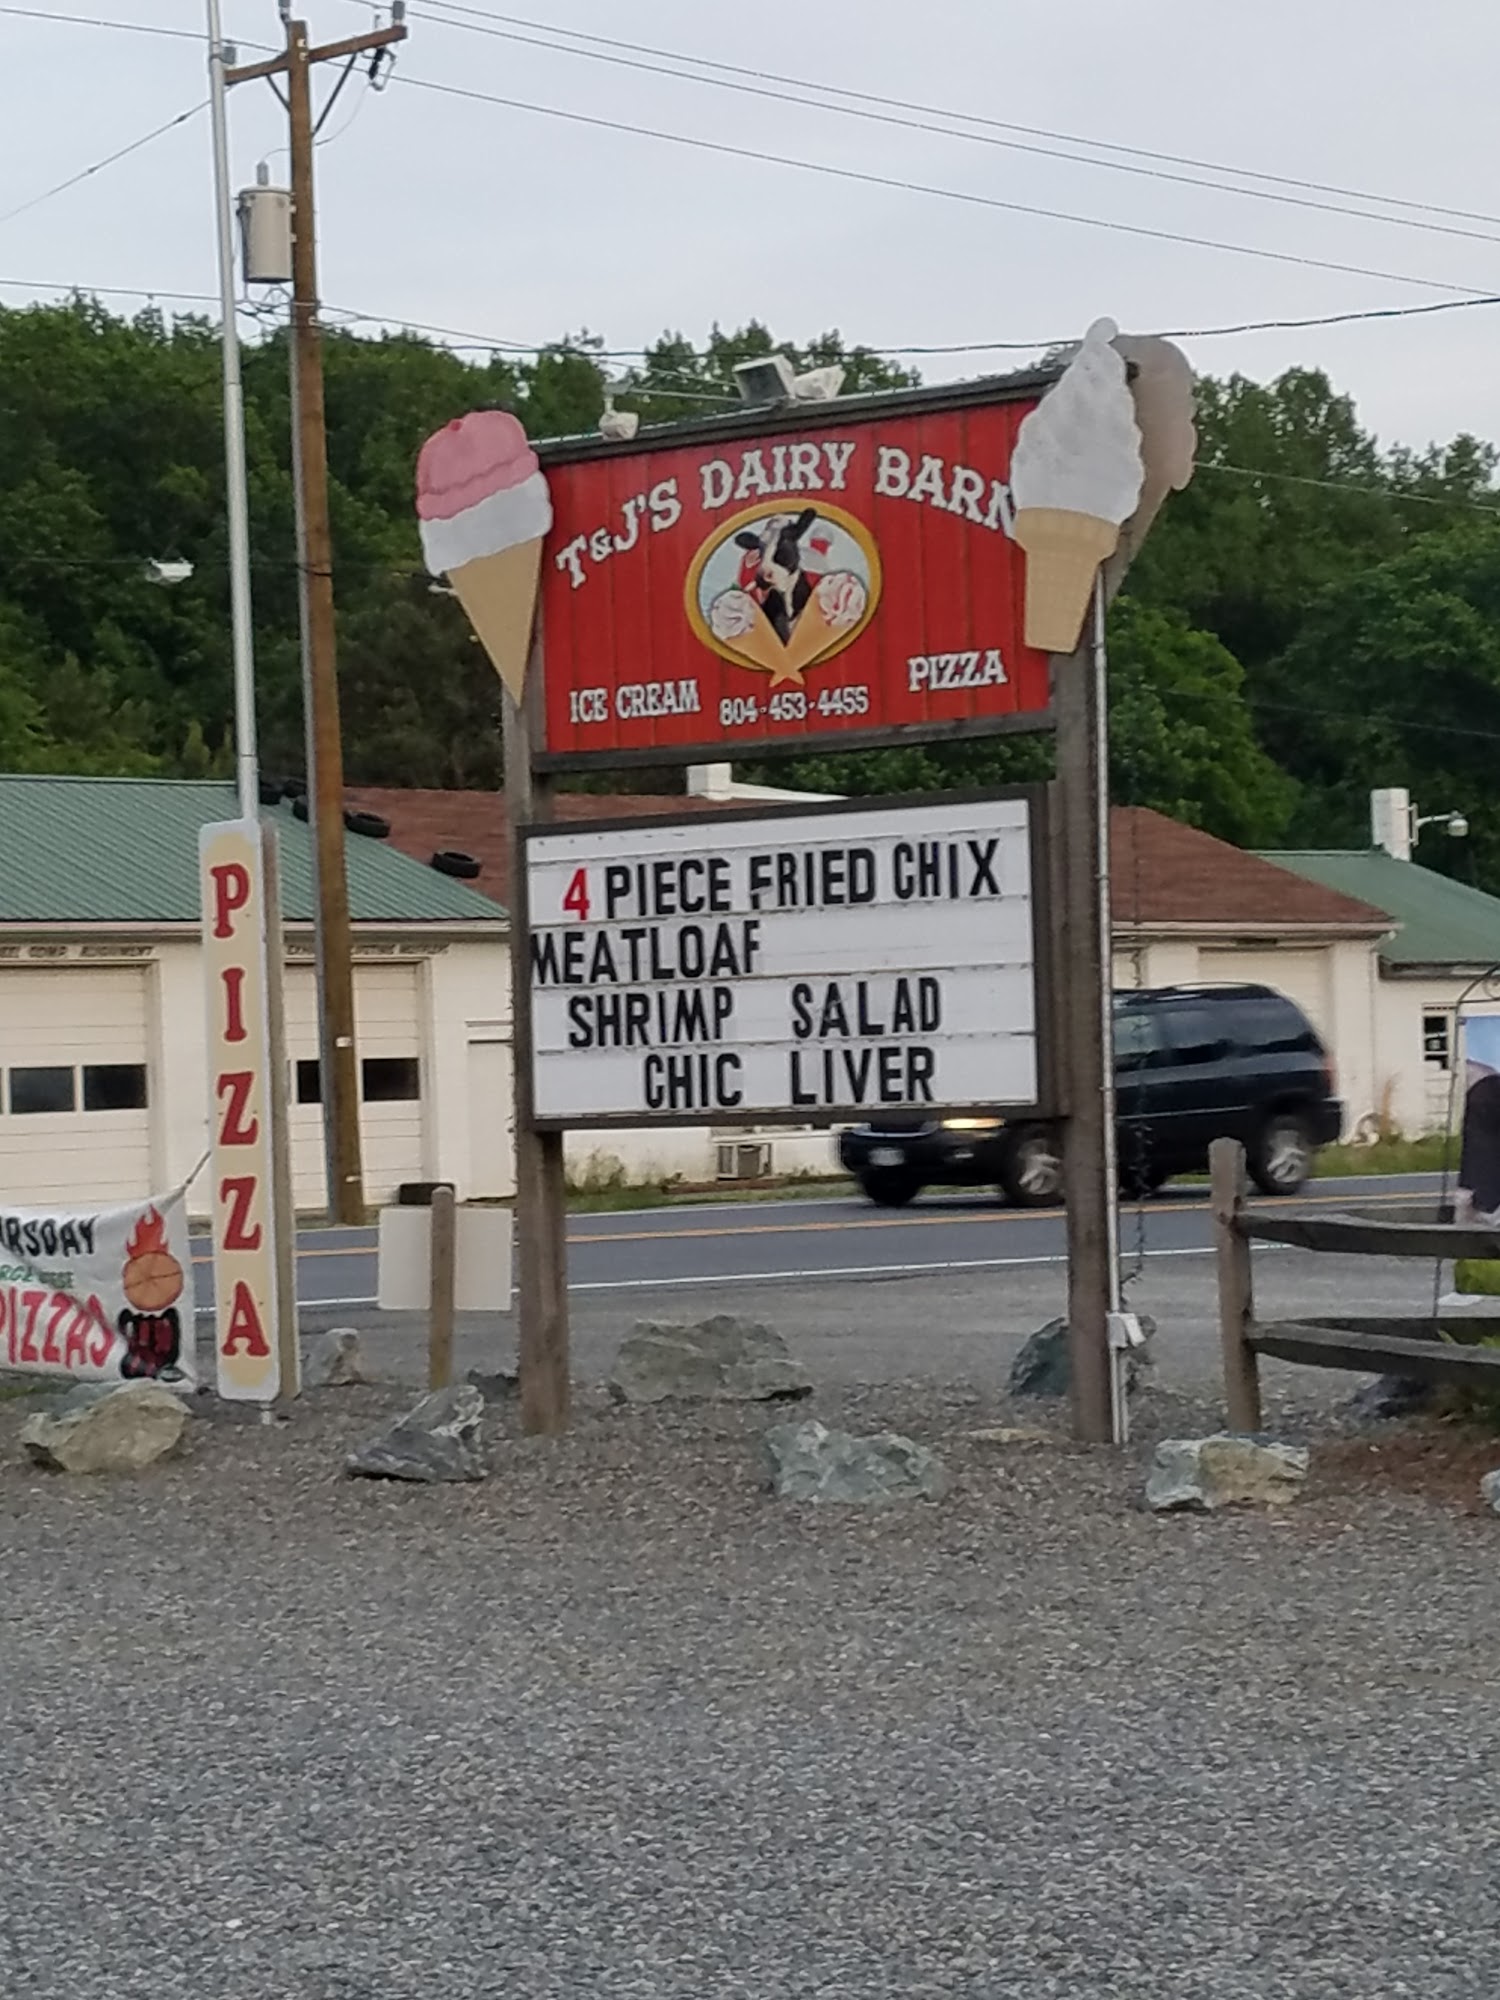 T&J'S DAIRY BARN
ICE CREAM
804-453-4455
PIZZA
4 PIECE FRIED CHIX
MEATLOAF
SHRIMP SALAD
CHIC LIVER
PIZZA
RSDAY
PIZZAS